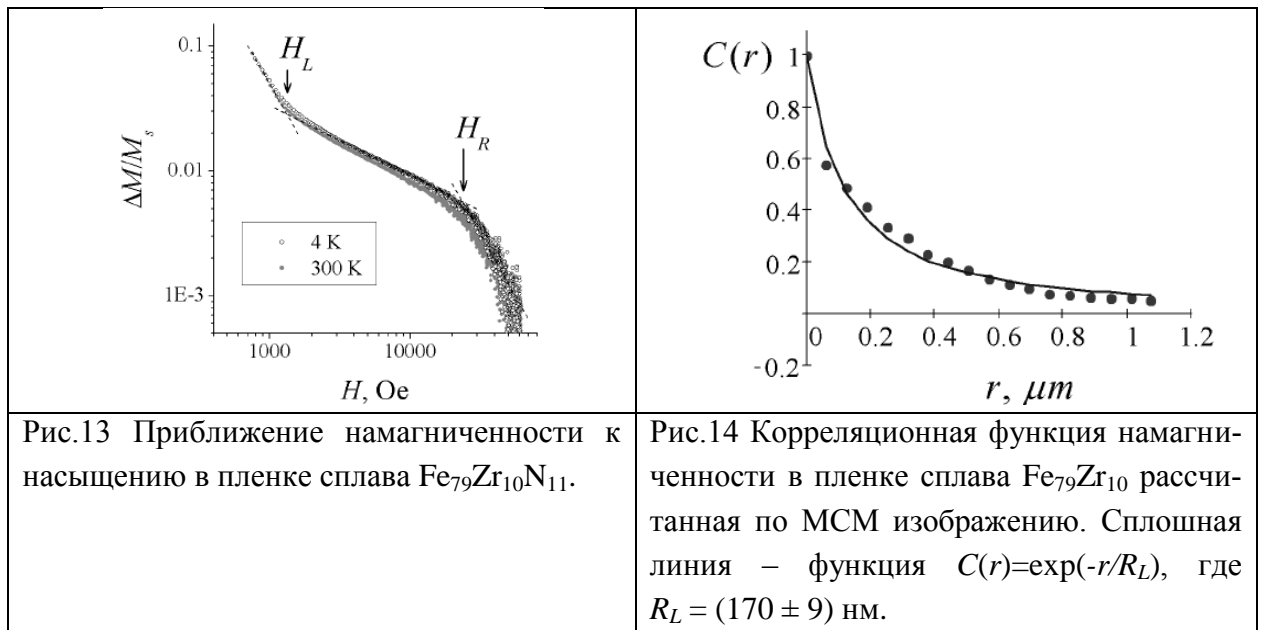 0.1
0.01
1E-3
ΔM/M_s
H_L
H_R
4 K
300 K
1000
10000
H, Oe
C(r)
1
0.8
0.6
0.4
0.2
-0.2
0
0.2
0.4
0.6
0.8
1
1.2
r, μm
Рис.13 Приближение намагниченности к
насыщению в пленке сплава Fe₇₉Zr₁₀N₁₁.
Рис.14 Корреляционная функция намагни-
ченности в пленке сплава Fe₇₉Zr₁₀ рассчи-
танная по МСМ изображению. Сплошная
линия – функция C(r)=exp(-r/R_L), где
R_L = (170 ± 9) нм.